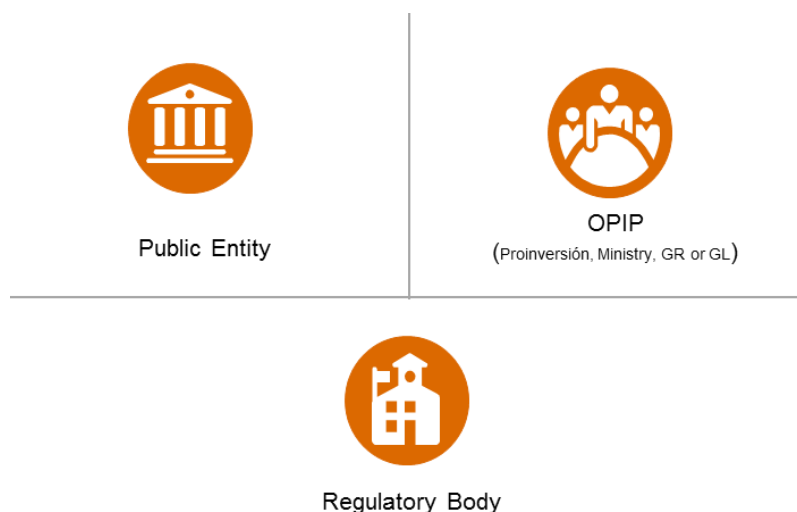 Public Entity
OPIP
(Proinversión, Ministry, GR or GL)
Regulatory Body